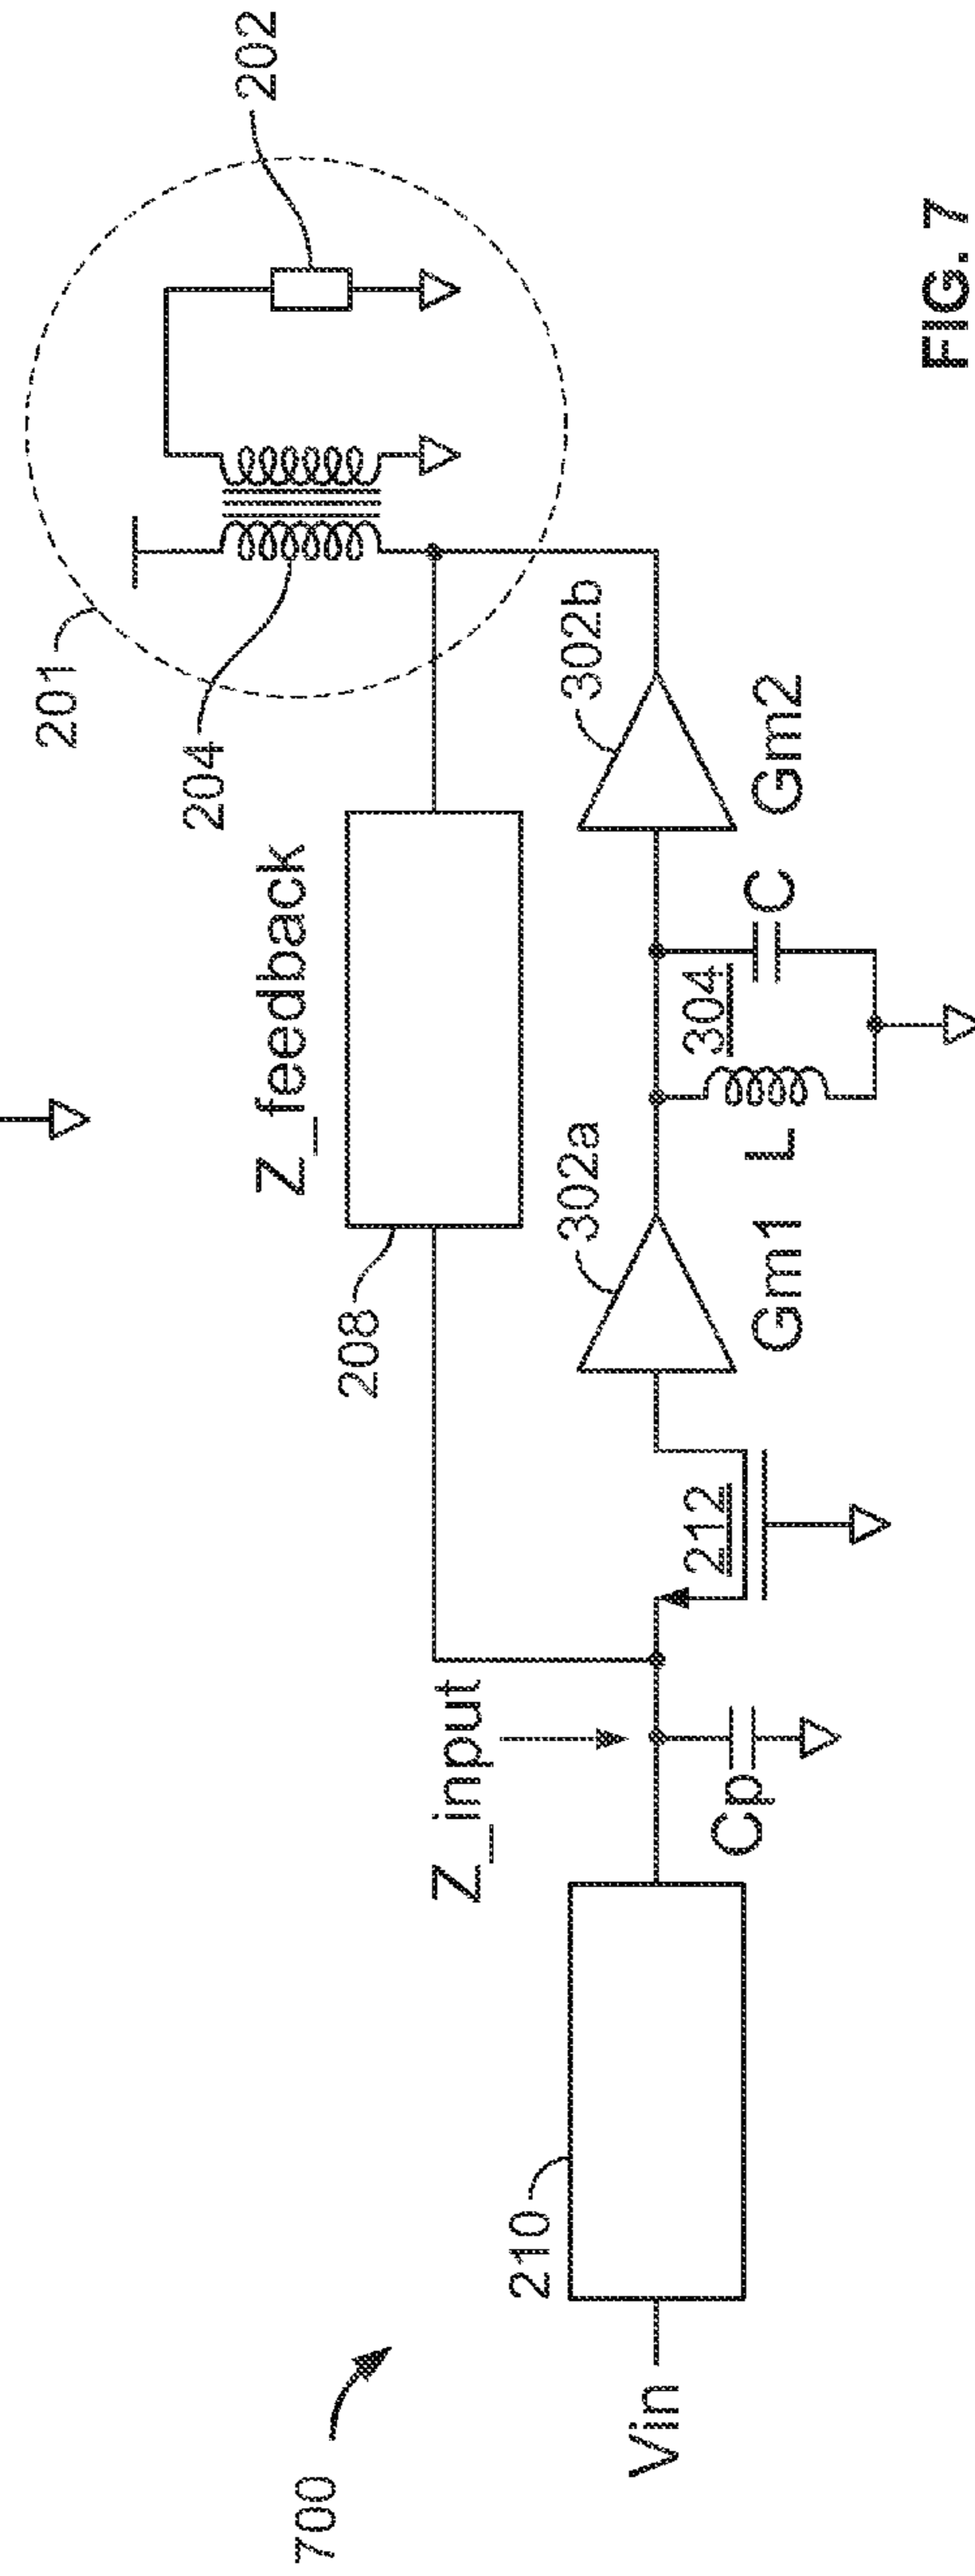 700
Vin
210
Z_input
Cp
212
208
Z_feedback
302a
Gm1
L
304
C
302b
Gm2
201
204
202
FIG. 7